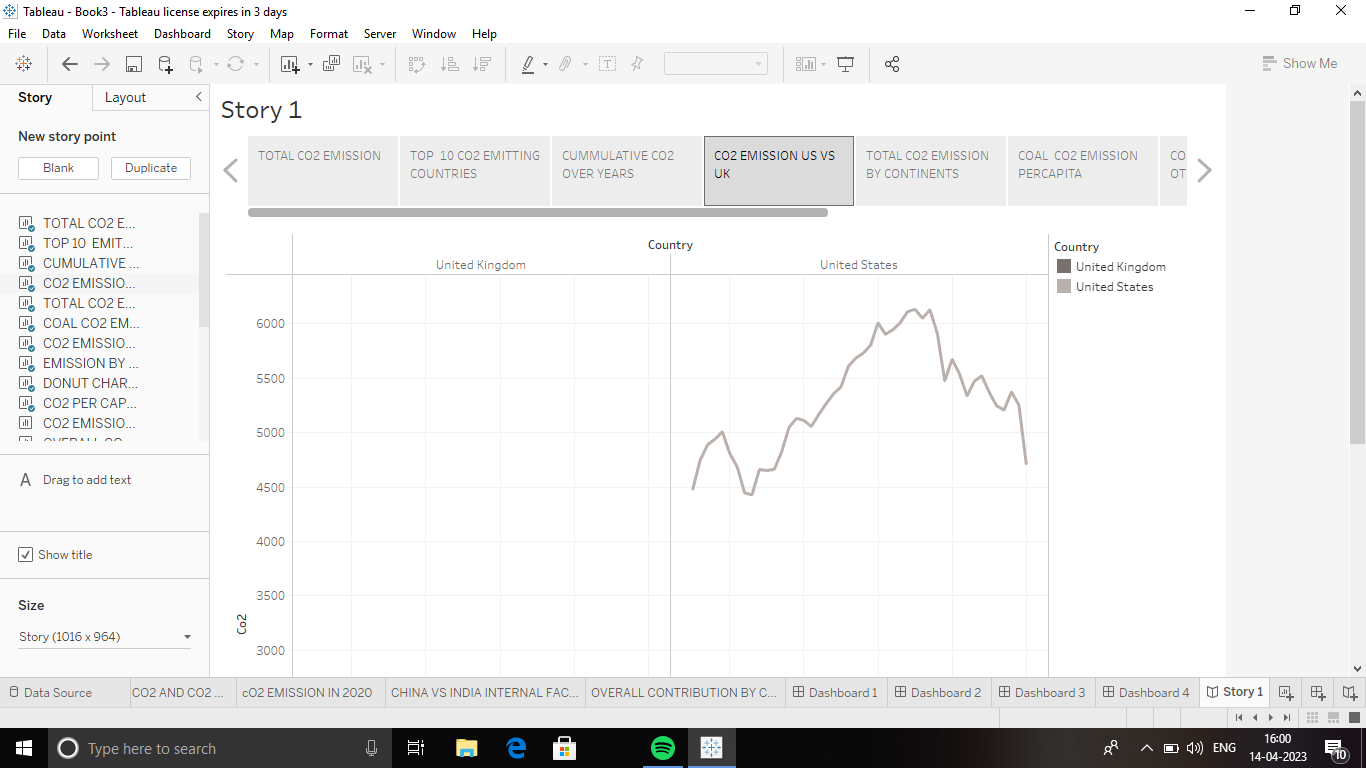 Tableau - Book3 - Tableau license expires in 3 days
File Data Worksheet Dashboard Story Map Format Server Window Help
Show Me
Story Layout
New story point
Blank Duplicate
TOTAL CO2 E...
TOP 10 EMIT...
CUMULATIVE ...
CO2 EMISSIO...
TOTAL CO2 E...
COAL CO2 EM...
CO2 EMISSIO...
EMISSION BY ...
DONUT CHAR...
CO2 PER CAP...
CO2 EMISSIO...
A Drag to add text
Show title
Size
Story (1016 x 964)
Story 1
TOTAL CO2 EMISSION
TOP 10 CO2 EMITTING
COUNTRIES
CUMMULATIVE CO2
OVER YEARS
CO2 EMISSION US VS
UK
TOTAL CO2 EMISSION
BY CONTINENTS
COAL CO2 EMISSION
PERCAPITA
CO
OT
Country
United Kingdom United States
6000
5500
5000
4500
4000
3500
3000
Co2
Country
United Kingdom
United States
Data Source CO2 AND CO2 ... cO2 EMISSION IN 2020 CHINA VS INDIA INTERNAL FAC... OVERALL CONTRIBUTION BY C... Dashboard 1 Dashboard 2 Dashboard 3 Dashboard 4 Story 1
Type here to search
ENG
16:00
14-04-2023
10